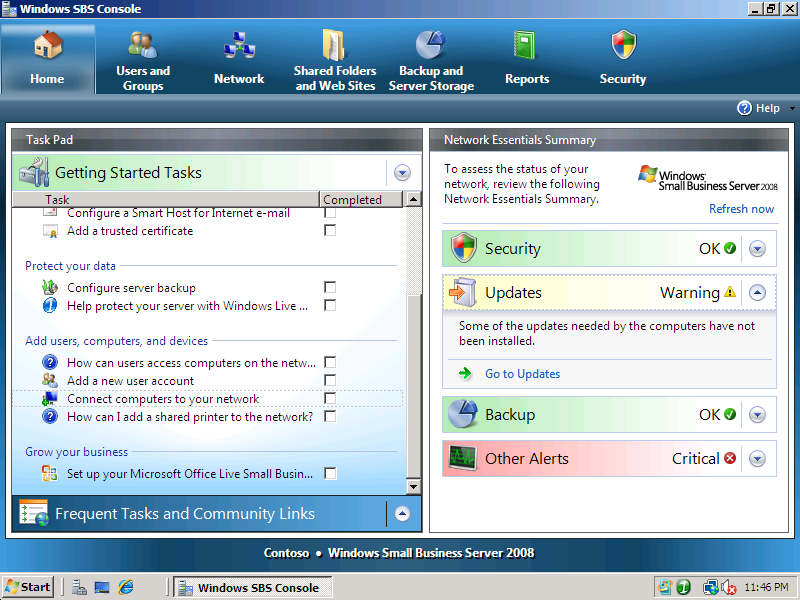 Windows SBS Console
Home
Users and
Groups
Network
Shared Folders
and Web Sites
Backup and
Server Storage
Reports
Security
Help
Task Pad
Getting Started Tasks
Task
Completed
Configure a Smart Host for Internet e-mail
Add a trusted certificate
Protect your data
Configure server backup
Help protect your server with Windows Live ...
Add users, computers, and devices
How can users access computers on the netw...
Add a new user account
Connect computers to your network
How can I add a shared printer to the network?
Grow your business
Set up your Microsoft Office Live Small Busin...
Frequent Tasks and Community Links
Network Essentials Summary
To assess the status of your
network, review the following
Network Essentials Summary.
Windows
Small Business Server 2008
Refresh now
Security OK
Updates Warning
Some of the updates needed by the computers have not
been installed.
Go to Updates
Backup OK
Other Alerts Critical
Contoso • Windows Small Business Server 2008
Start
Windows SBS Console
11:46 PM